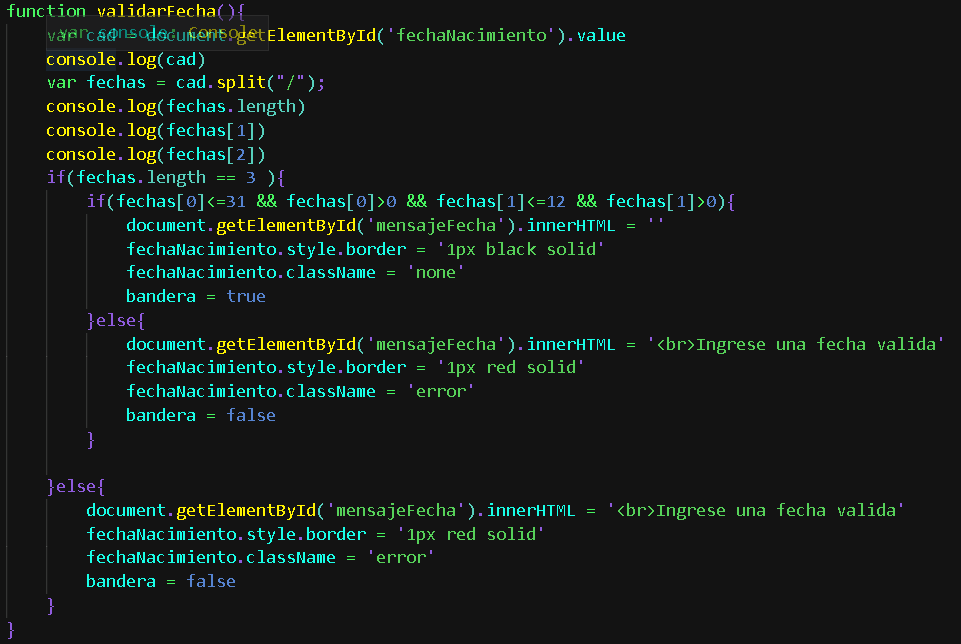 function validarFecha(){
var cad = document.getElementById('fechaNacimiento').value
var console: Console
console.log(cad)
var fechas = cad.split("/");
console.log(fechas.length)
console.log(fechas[1])
console.log(fechas[2])
if(fechas.length == 3 ){
if(fechas[0]<=31 && fechas[0]>0 && fechas[1]<=12 && fechas[1]>0){
document.getElementById('mensajeFecha').innerHTML = ''
fechaNacimiento.style.border = '1px black solid'
fechaNacimiento.className = 'none'
bandera = true
}else{
document.getElementById('mensajeFecha').innerHTML = '<br>Ingrese una fecha valida'
fechaNacimiento.style.border = '1px red solid'
fechaNacimiento.className = 'error'
bandera = false
}
}else{
document.getElementById('mensajeFecha').innerHTML = '<br>Ingrese una fecha valida'
fechaNacimiento.style.border = '1px red solid'
fechaNacimiento.className = 'error'
bandera = false
}
}